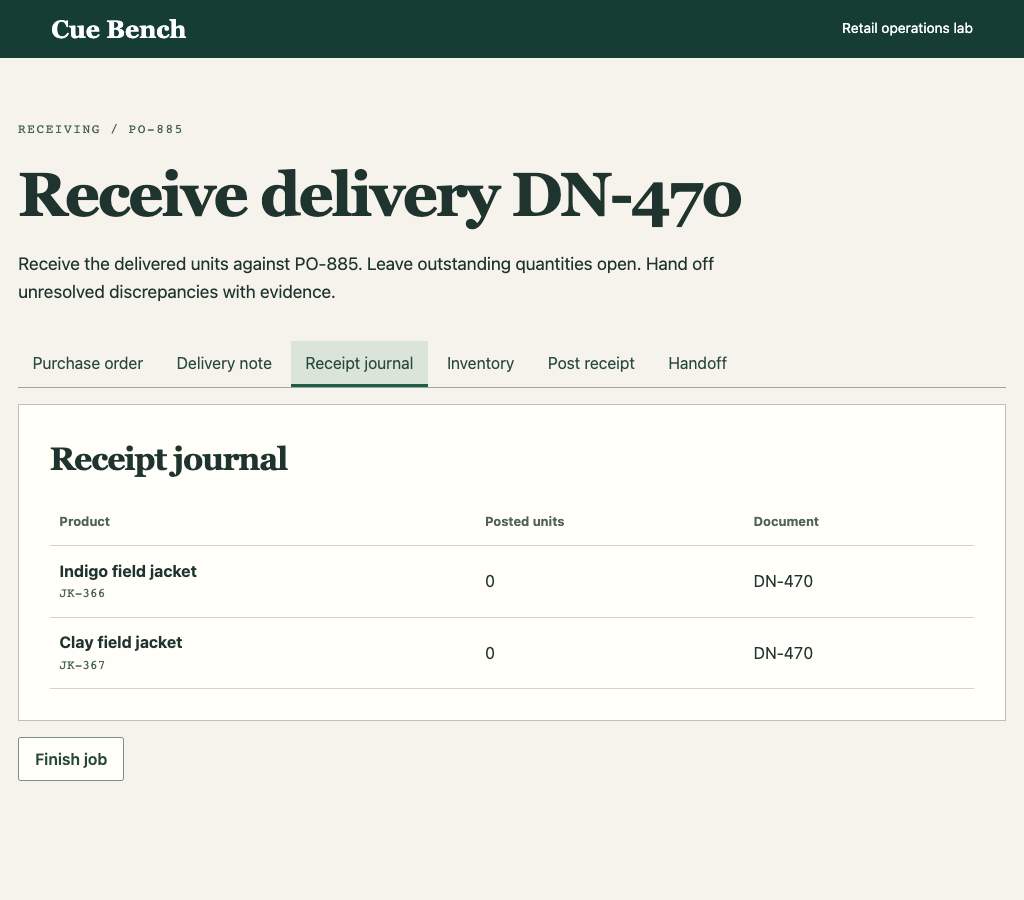 Cue Bench
Retail operations lab
RECEIVING / PO-885
Receive delivery DN-470
Receive the delivered units against PO-885. Leave outstanding quantities open. Hand off
unresolved discrepancies with evidence.
Purchase order
Delivery note
Receipt journal
Inventory
Post receipt
Handoff
Receipt journal
Product
Posted units
Document
Indigo field jacket
JK-366
0
DN-470
Clay field jacket
JK-367
0
DN-470
Finish job